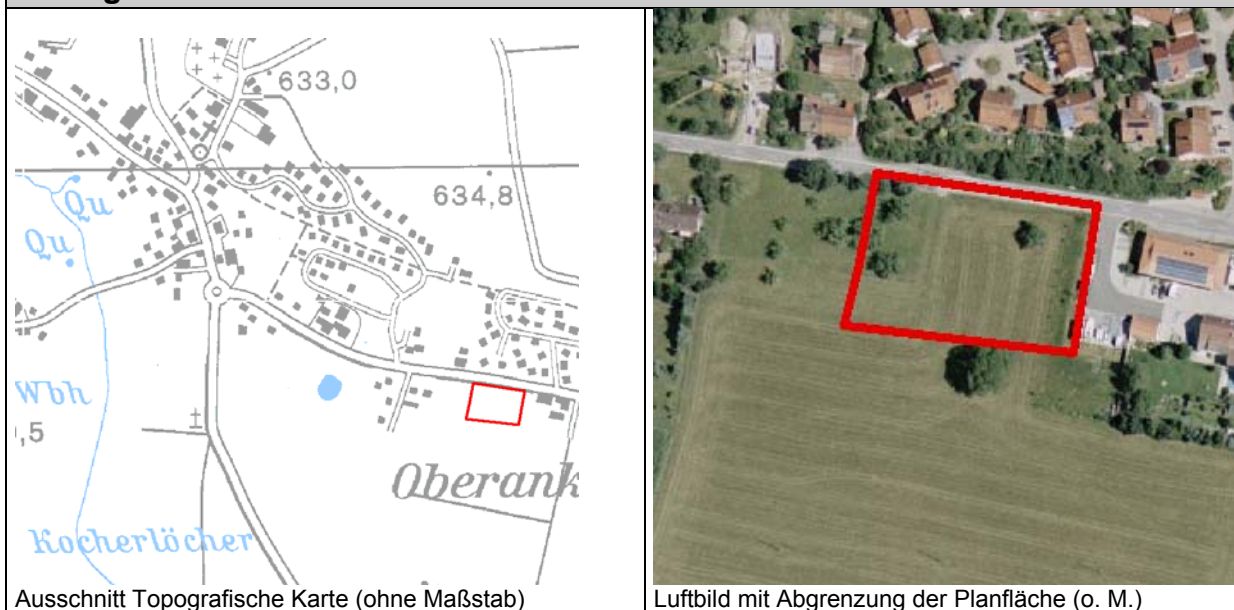 633,0
634,8
Qu
Qu
Wbh
,5
Oberank
Kocherlöcher
Ausschnitt Topografische Karte (ohne Maßstab)
Luftbild mit Abgrenzung der Planfläche (o. M.)